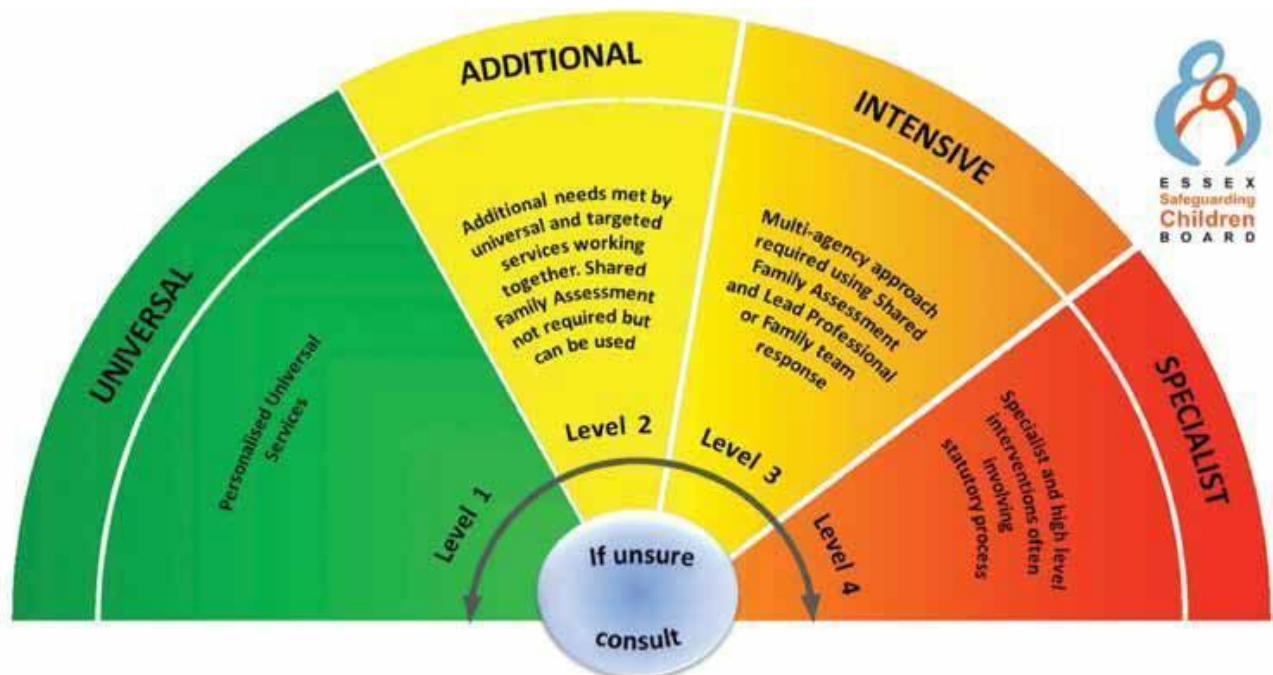 UNIVERSAL
Personalised Universal
Services
Level 1
ADDITIONAL
Additional needs met by
universal and targeted
services working
together. Shared
Family Assessment
not required but
can be used
Level 2
INTENSIVE
Multi-agency approach
required using Shared
Family Assessment
and Lead Professional
or Family team
response
Level 3
SPECIALIST
Specialist and high level
interventions often
involving
statutory process
Level 4
If unsure
consult
ESSEX
Safeguarding
Children
BOARD